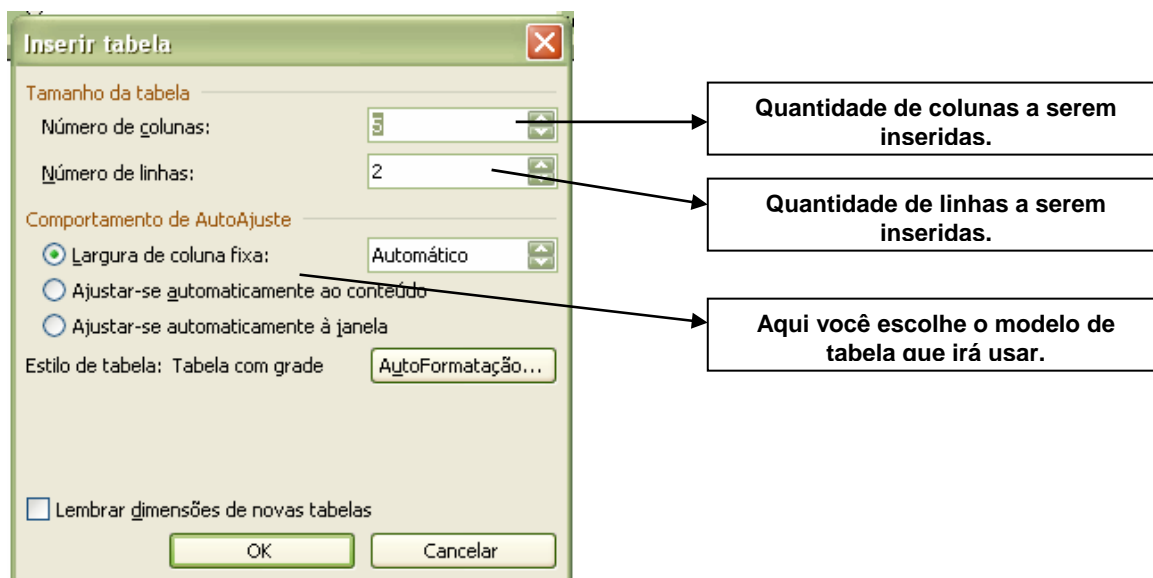 Inserir tabela
Tamanho da tabela
Número de colunas: 5
Quantidade de colunas a serem
inseridas.
Número de linhas: 2
Quantidade de linhas a serem
inseridas.
Comportamento de AutoAjuste
Largura de coluna fixa: Automático
Ajustar-se automaticamente ao conteúdo
Ajustar-se automaticamente à janela
Aqui você escolhe o modelo de
tabela que irá usar.
Estilo de tabela: Tabela com grade AutoFormatação...
Lembrar dimensões de novas tabelas
OK Cancelar